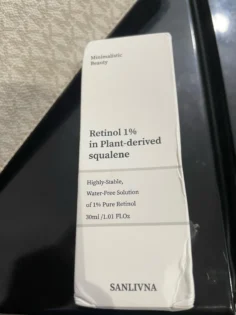 Minimalistic
Beauty
Retinol 1%
in Plant-derived
squalene
Highly-Stable,
Water-Free Solution
of 1% Pure Retinol
30ml /1.01 Fl.Oz
SANLIVNA